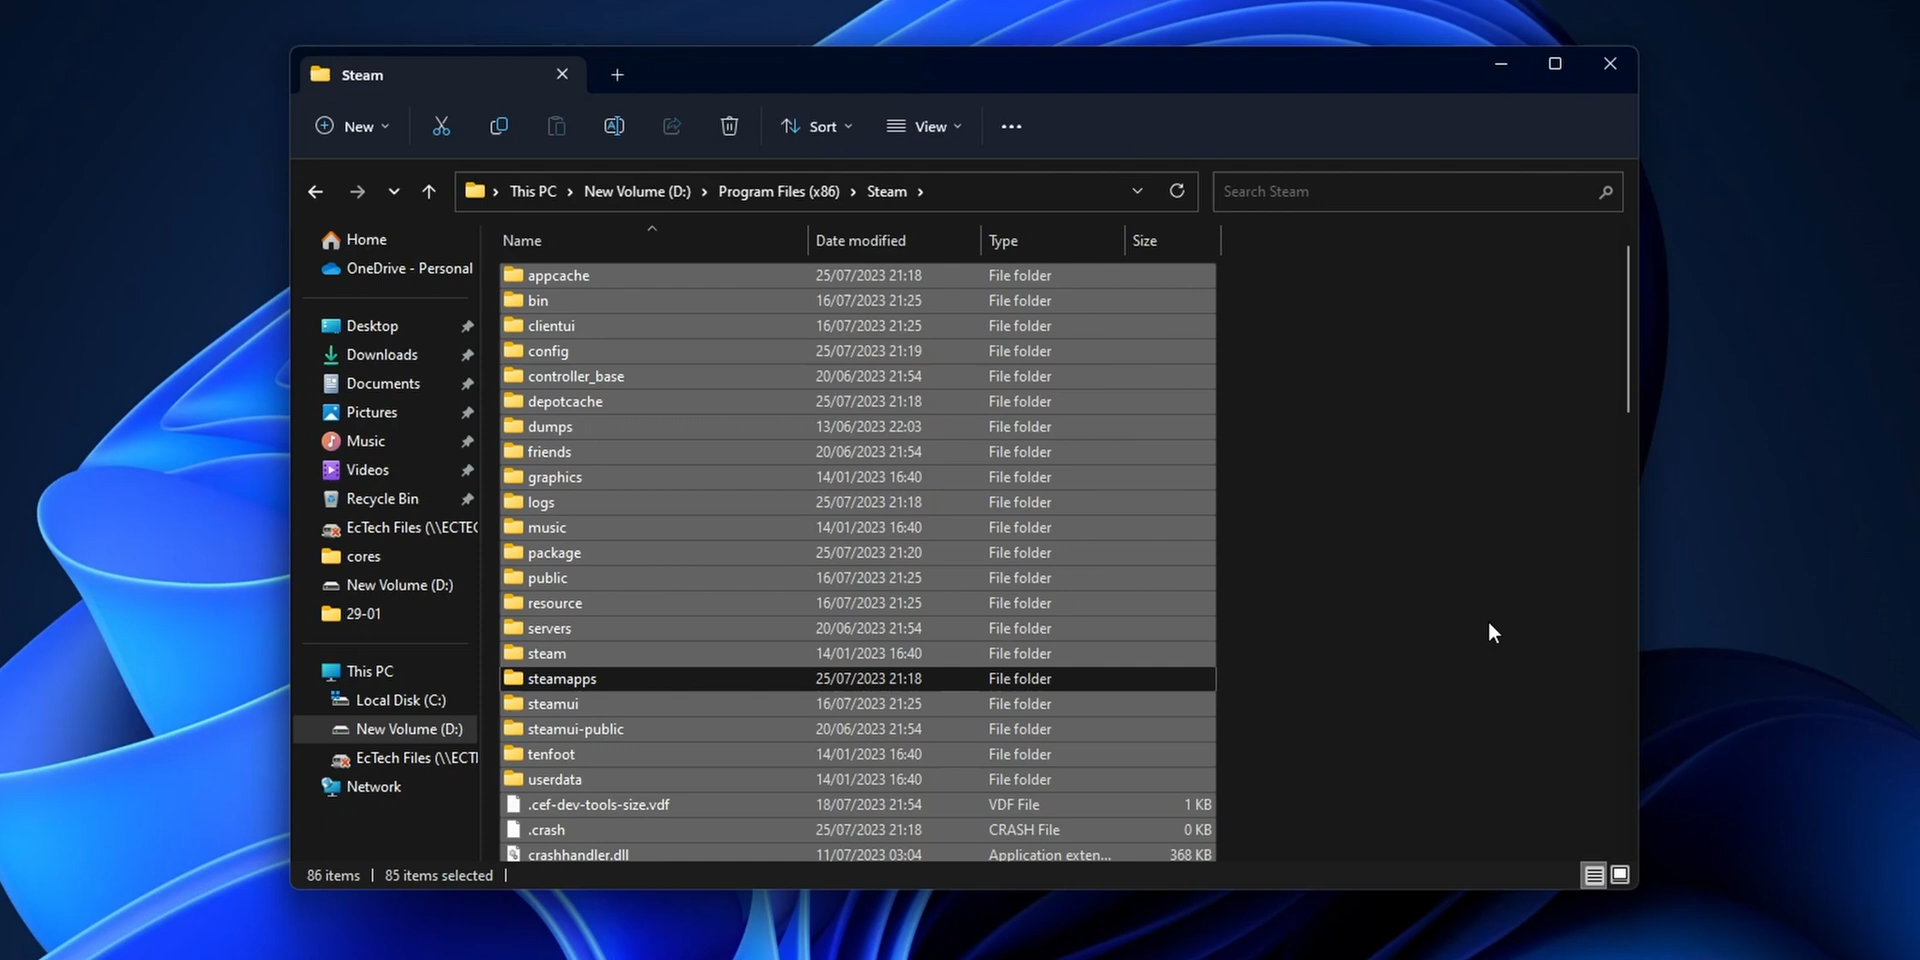 Steam
New
Sort
View
This PC
New Volume (D:)
Program Files (x86)
Steam
Search Steam
Home
OneDrive - Personal
Desktop
Downloads
Documents
Pictures
Music
Videos
Recycle Bin
EcTech Files (\\ECTEC
cores
New Volume (D:)
29-01
This PC
Local Disk (C:)
New Volume (D:)
EcTech Files (\\ECTI
Network
Name Date modified Type Size
appcache 25/07/2023 21:18 File folder
bin 16/07/2023 21:25 File folder
clientui 16/07/2023 21:25 File folder
config 25/07/2023 21:19 File folder
controller_base 20/06/2023 21:54 File folder
depotcache 25/07/2023 21:18 File folder
dumps 13/06/2023 22:03 File folder
friends 20/06/2023 21:54 File folder
graphics 14/01/2023 16:40 File folder
logs 25/07/2023 21:18 File folder
music 14/01/2023 16:40 File folder
package 25/07/2023 21:20 File folder
public 16/07/2023 21:25 File folder
resource 16/07/2023 21:25 File folder
servers 20/06/2023 21:54 File folder
steam 14/01/2023 16:40 File folder
steamapps 25/07/2023 21:18 File folder
steamui 16/07/2023 21:25 File folder
steamui-public 20/06/2023 21:54 File folder
tenfoot 14/01/2023 16:40 File folder
userdata 14/01/2023 16:40 File folder
.cef-dev-tools-size.vdf 18/07/2023 21:54 VDF File 1 KB
.crash 25/07/2023 21:18 CRASH File 0 KB
crashhandler.dll 11/07/2023 03:04 Application exten... 368 KB
86 items 85 items selected